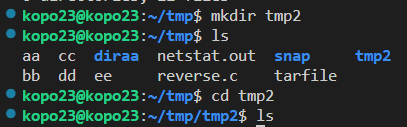 kopo23@kopo23:~/tmp$ mkdir tmp2
kopo23@kopo23:~/tmp$ ls
aa cc diraa netstat.out snap tmp2
bb dd ee reverse.c tarfile
kopo23@kopo23:~/tmp$ cd tmp2
kopo23@kopo23:~/tmp/tmp2$ ls